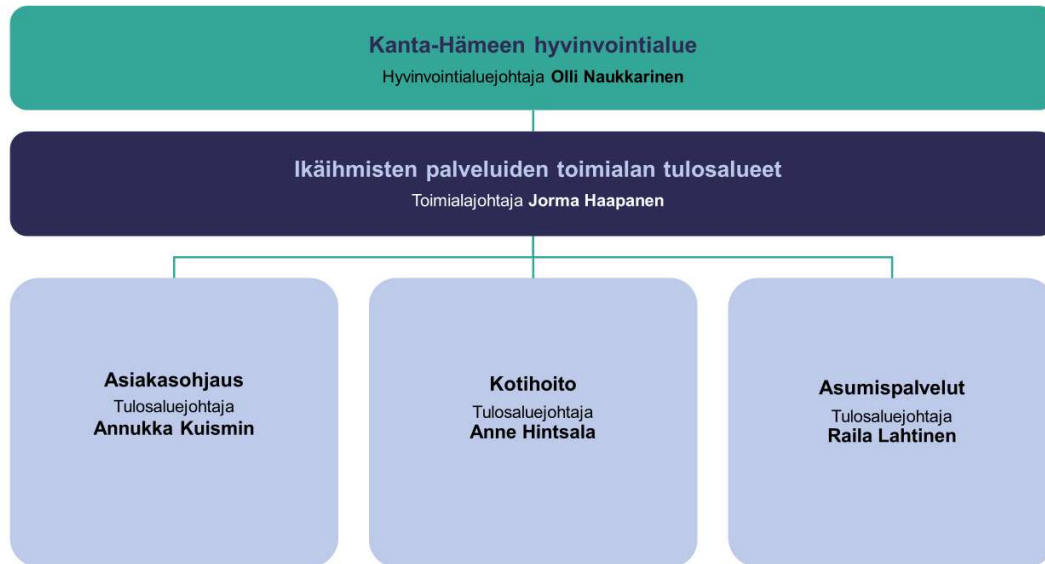 Kanta-Hämeen hyvinvointialue
Hyvinvointialuejohtaja Olli Naukkarinen
Ikäihmisten palveluiden toimialan tulosalueet
Toimialajohtaja Jorma Haapanen
Asiakasohjaus
Tulosaluejohtaja
Annukka Kuismin
Kotihoito
Tulosaluejohtaja
Anne Hintsala
Asumispalvelut
Tulosaluejohtaja
Raila Lahtinen